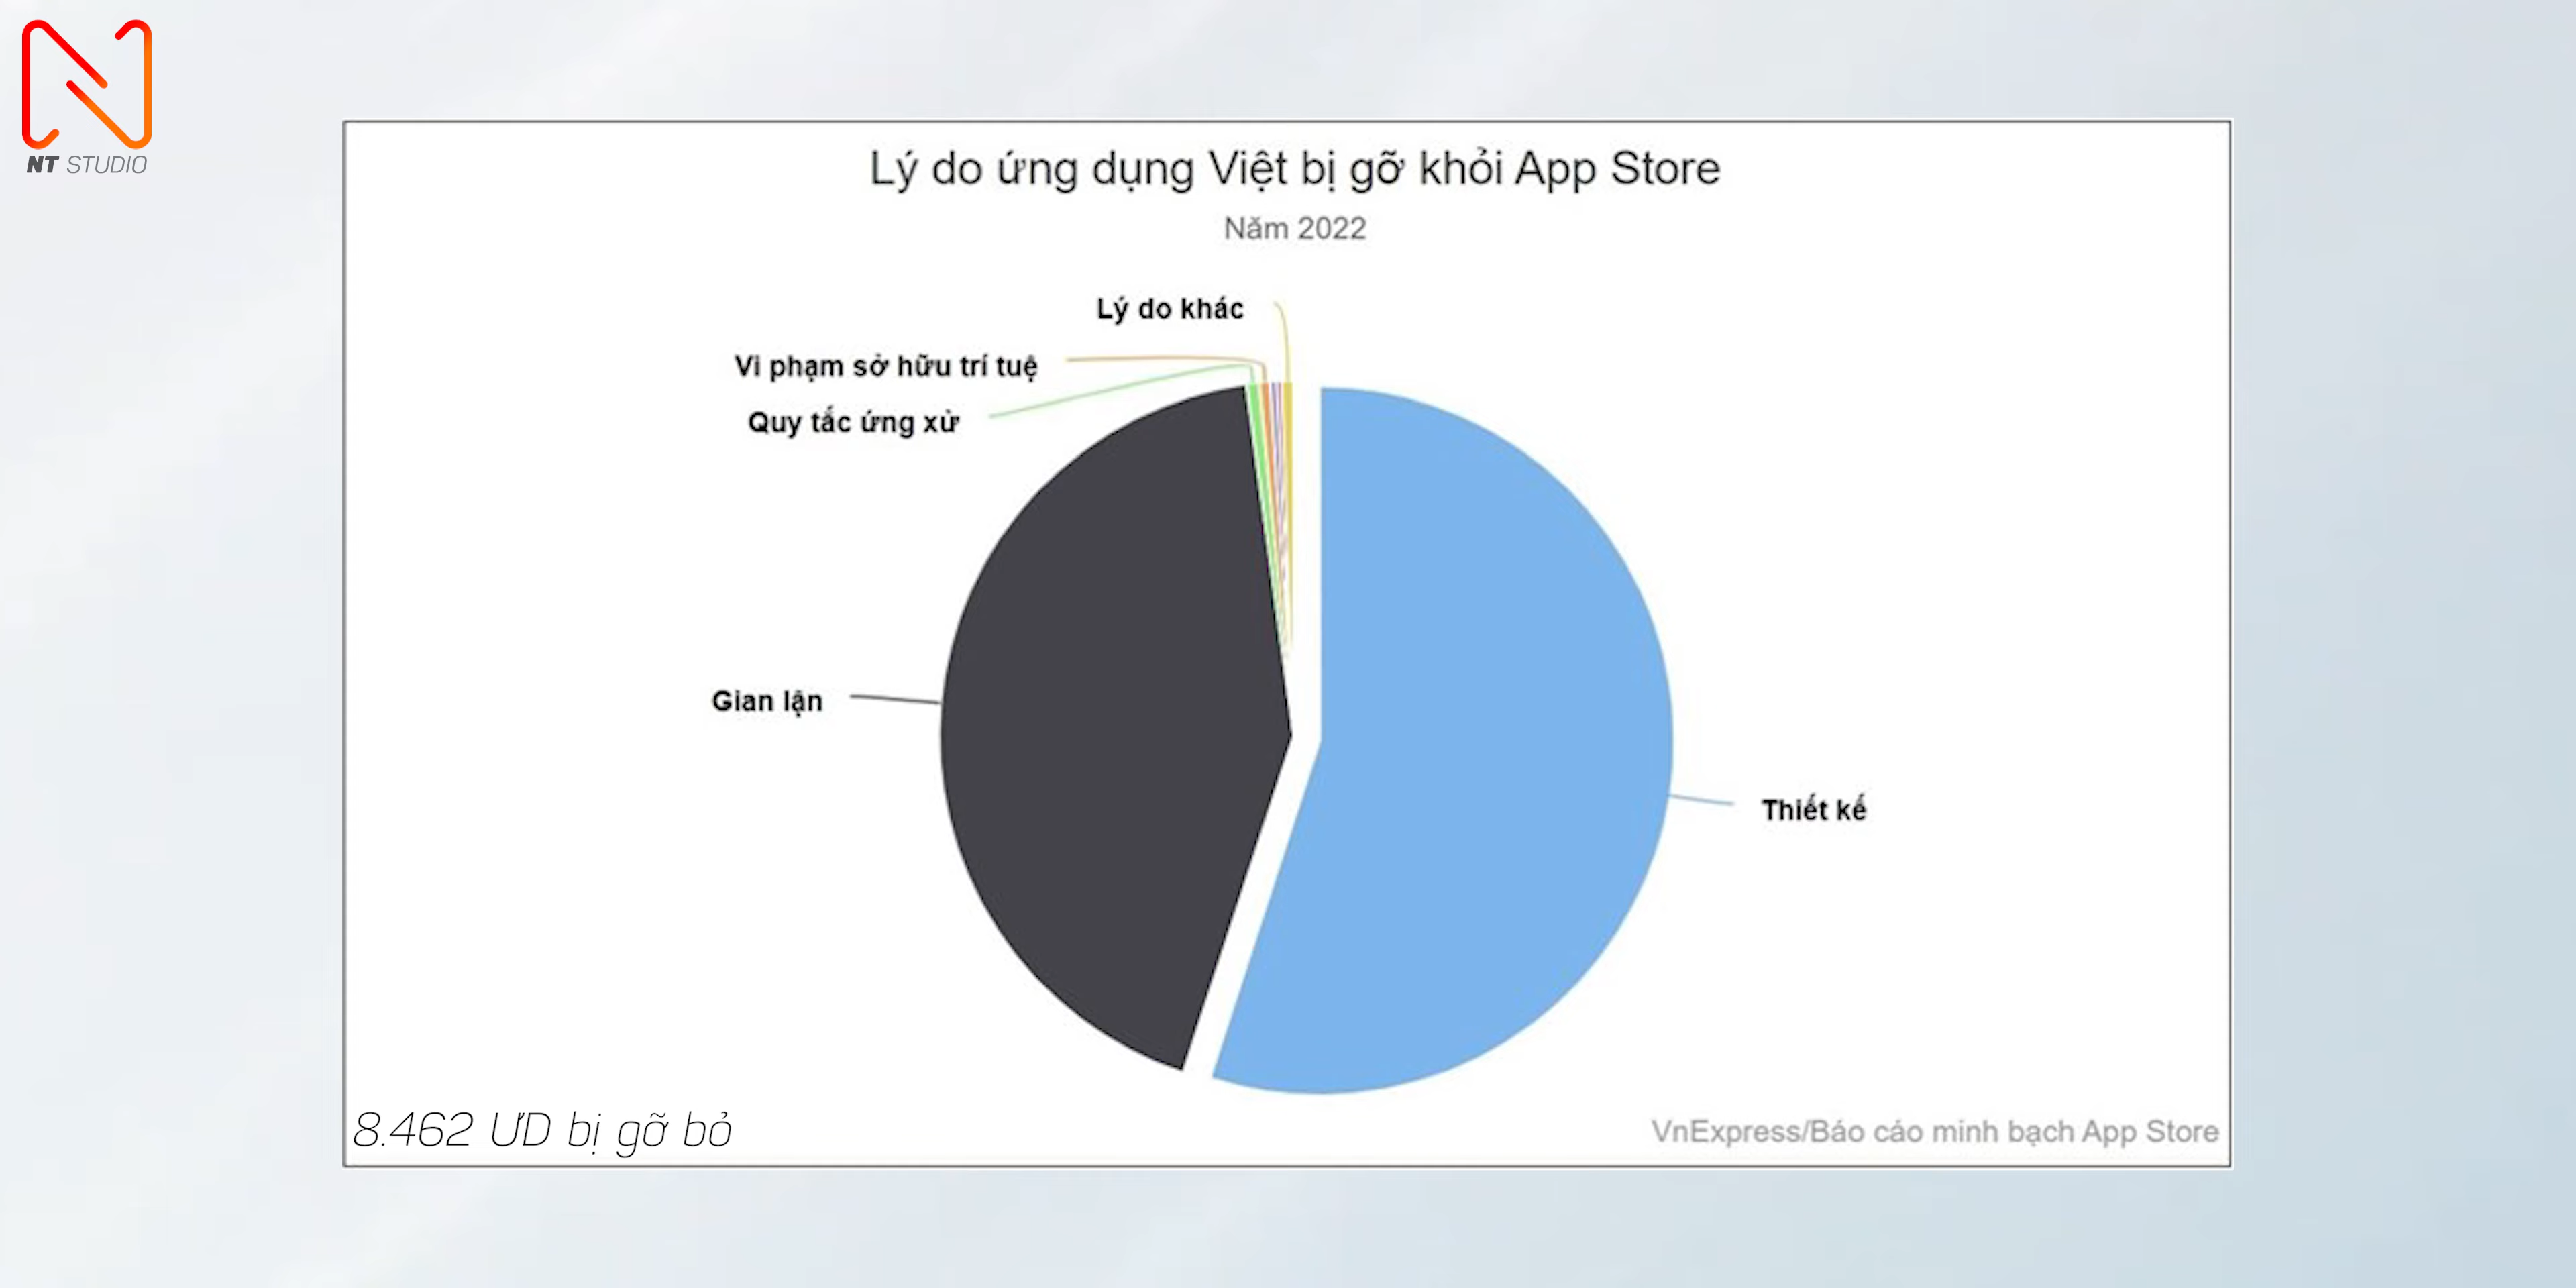 NT STUDIO
Lý do ứng dụng Việt bị gỡ khỏi App Store
Năm 2022
Lý do khác
Vi phạm sở hữu trí tuệ
Quy tắc ứng xử
Gian lận
Thiết kế
8.462 ƯD bị gỡ bỏ
VnExpress/Báo cáo minh bạch App Store